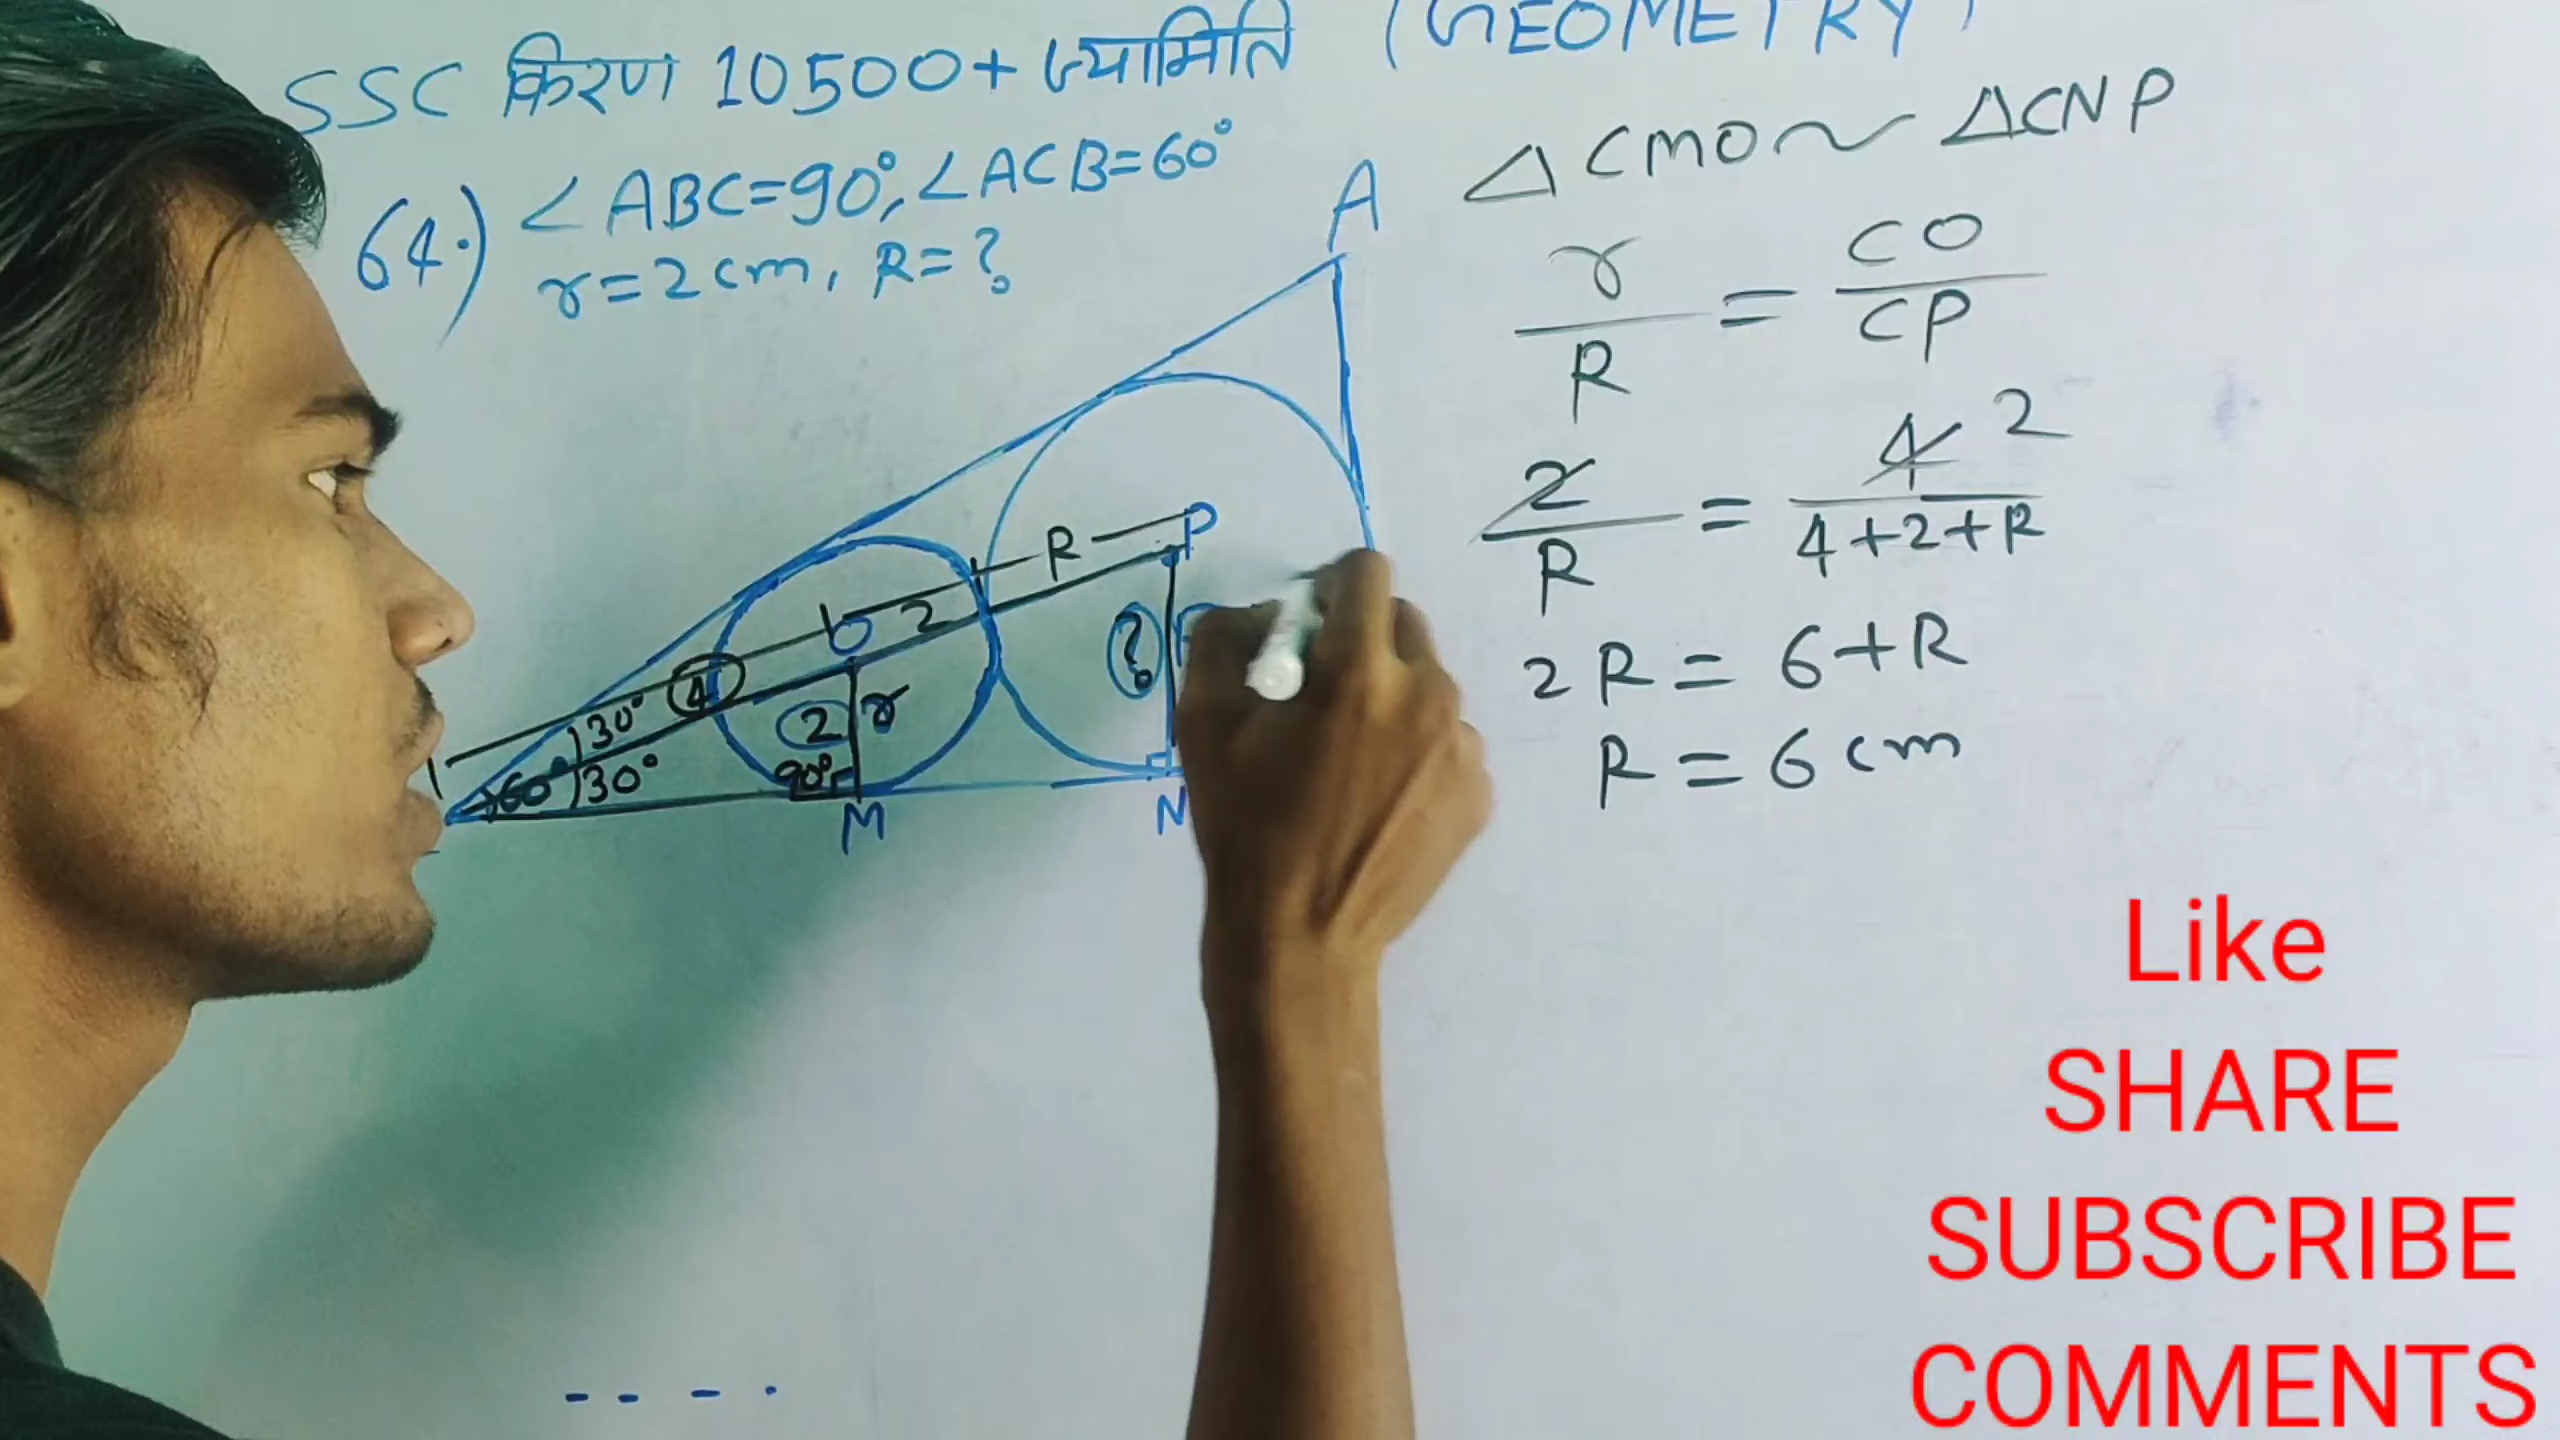 SSC किरण 10500+ ज्यामिति (GEOMETRY)
64.) ∠ABC=90°, ∠ACB=60°
r=2cm, R=?
A
P
R
O
2
4
30°
60°
30°
2
r
90°
?
M
N
△CMO ~ △CNP
r/R = CO/CP
2/R = 4 2/4+2+R
2R = 6+R
R = 6cm
Like
SHARE
SUBSCRIBE
COMMENTS